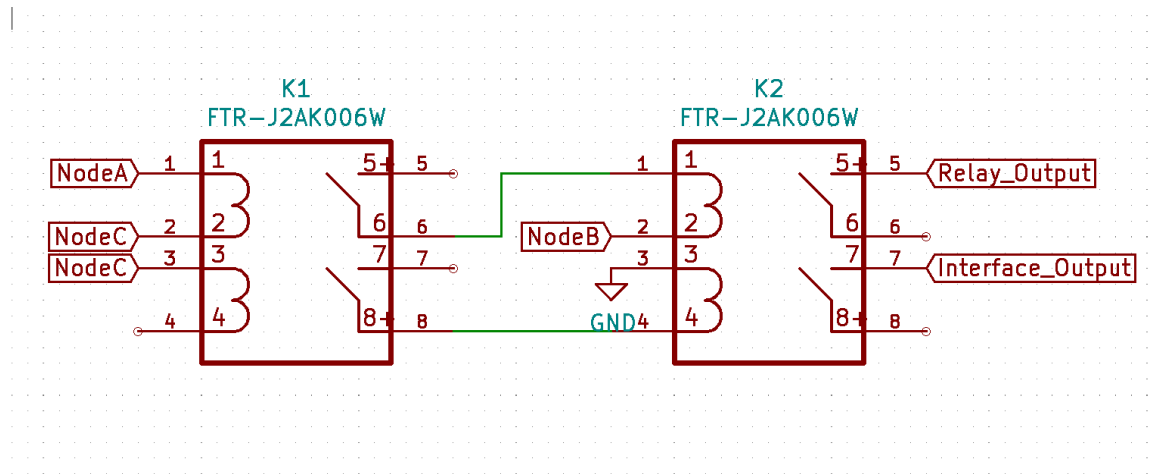 K1
FTR-J2AK006W
K2
FTR-J2AK006W
NodeA 1 1 5 5
NodeC 2 2 6 6
NodeC 3 3 7 7
4 4 8 8
1 1 5 5 Relay_Output
NodeB 2 2 6 6
3 3 7 7 Interface_Output
GND 4 4 8 8